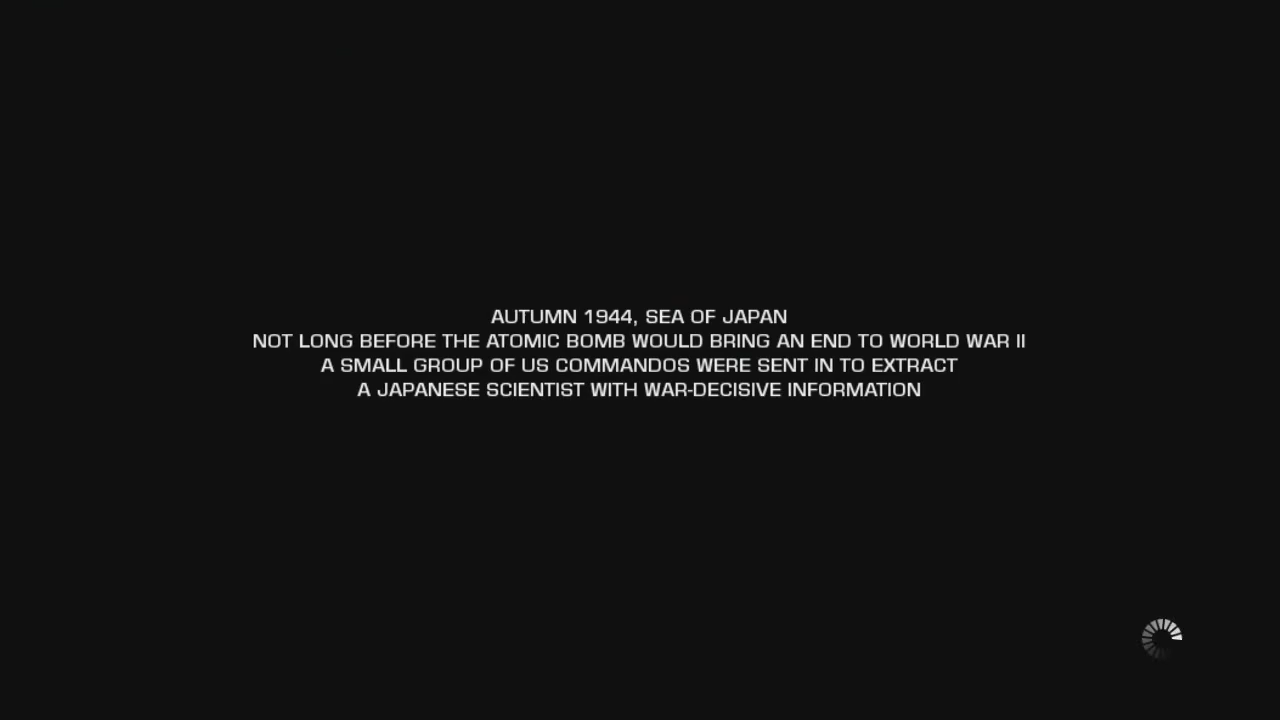 AUTUMN 1944, SEA OF JAPAN
NOT LONG BEFORE THE ATOMIC BOMB WOULD BRING AN END TO WORLD WAR II
A SMALL GROUP OF US COMMANDOS WERE SENT IN TO EXTRACT
A JAPANESE SCIENTIST WITH WAR-DECISIVE INFORMATION